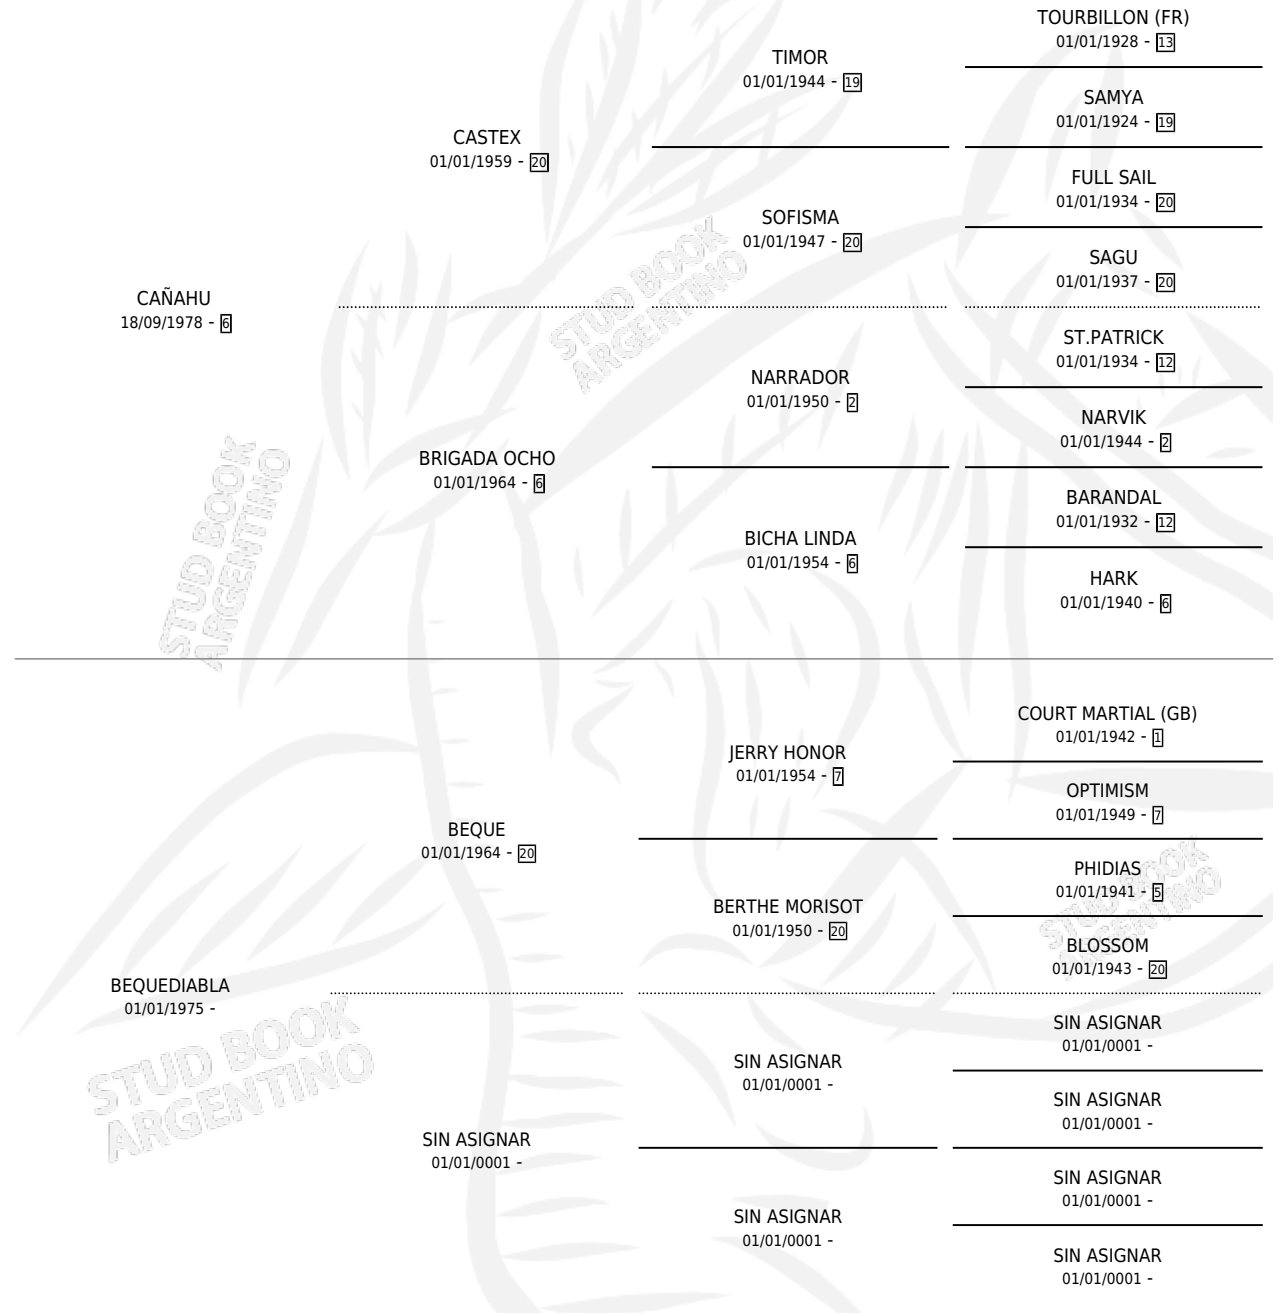 TOURBILLON (FR)
01/01/1928 - 13
TIMOR
01/01/1944 - 19
SAMYA
01/01/1924 - 19
CASTEX
01/01/1959 - 20
FULL SAIL
01/01/1934 - 20
SOFISMA
01/01/1947 - 20
SAGU
01/01/1937 - 20
CAÑAHU
18/09/1978 - 6
ST.PATRICK
01/01/1934 - 12
NARRADOR
01/01/1950 - 2
NARVIK
01/01/1944 - 2
BRIGADA OCHO
01/01/1964 - 6
BARANDAL
01/01/1932 - 12
BICHA LINDA
01/01/1954 - 6
HARK
01/01/1940 - 6
COURT MARTIAL (GB)
01/01/1942 - 1
JERRY HONOR
01/01/1954 - 7
OPTIMISM
01/01/1949 - 7
BEQUE
01/01/1964 - 20
PHIDIAS
01/01/1941 - 5
BERTHE MORISOT
01/01/1950 - 20
BLOSSOM
01/01/1943 - 20
BEQUEDIABLA
01/01/1975 -
SIN ASIGNAR
01/01/0001 -
SIN ASIGNAR
01/01/0001 -
SIN ASIGNAR
01/01/0001 -
SIN ASIGNAR
01/01/0001 -
SIN ASIGNAR
01/01/0001 -
SIN ASIGNAR
01/01/0001 -
SIN ASIGNAR
01/01/0001 -
STUD BOOK
ARGENTINO
STUD BOOK
ARGENTINO
STUD BOOK
ARGENTINO
STUD BOOK
ARGENTINO